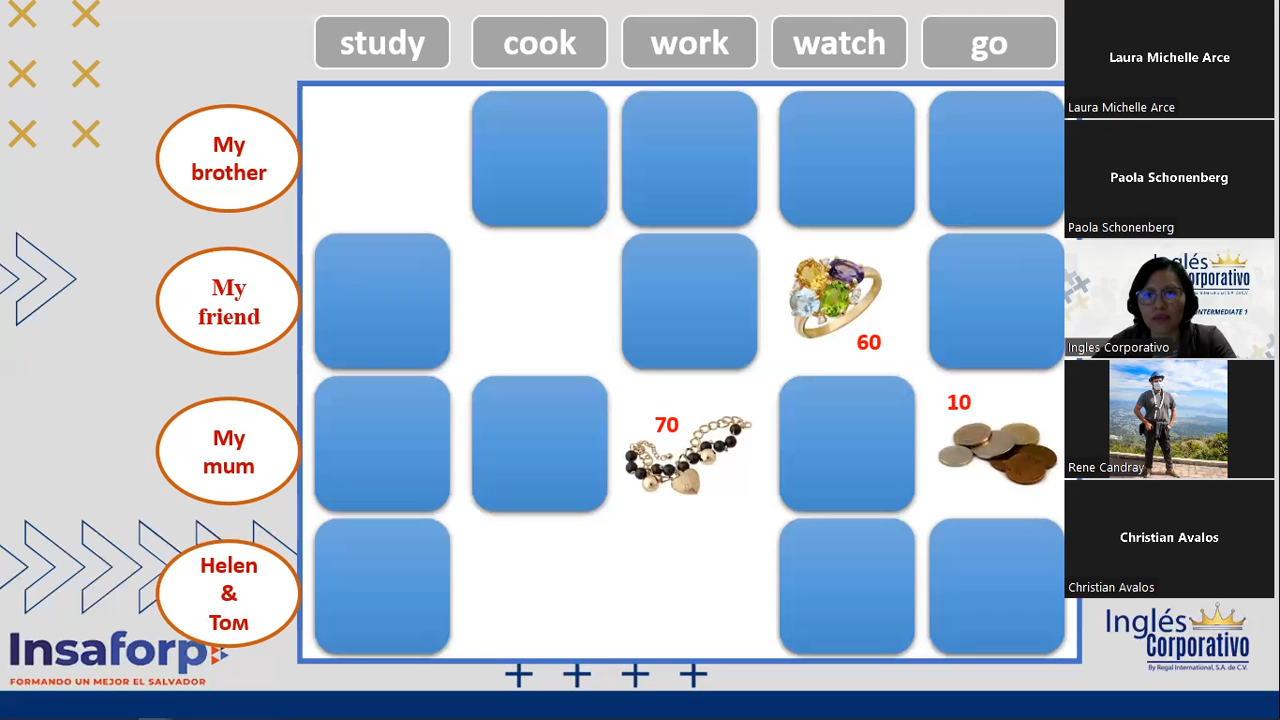 study
cook
work
watch
go
My
brother
My
friend
60
My
mum
70
10
Helen
&
Tом
Insaforp
FORMANDO UN MEJOR EL SALVADOR
Laura Michelle Arce
Laura Michelle Arce
Paola Schonenberg
Paola Schonenberg
Inglés
Corporativo
INTERMEDIATE 1
Ingles Corporativo
Rene Candray
Christian Avalos
Christian Avalos
Inglés
Corporativo
By Regal International, S.A. de C.V.